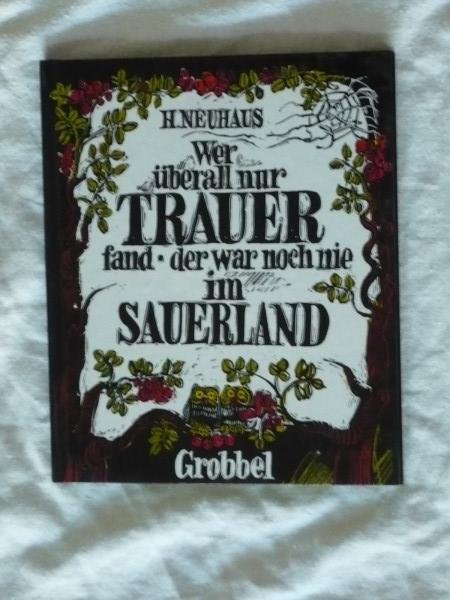 H. NEUHAUS
Wer
überall nur
TRAUER
fand · der war noch nie
im
SAUERLAND
Grobbel